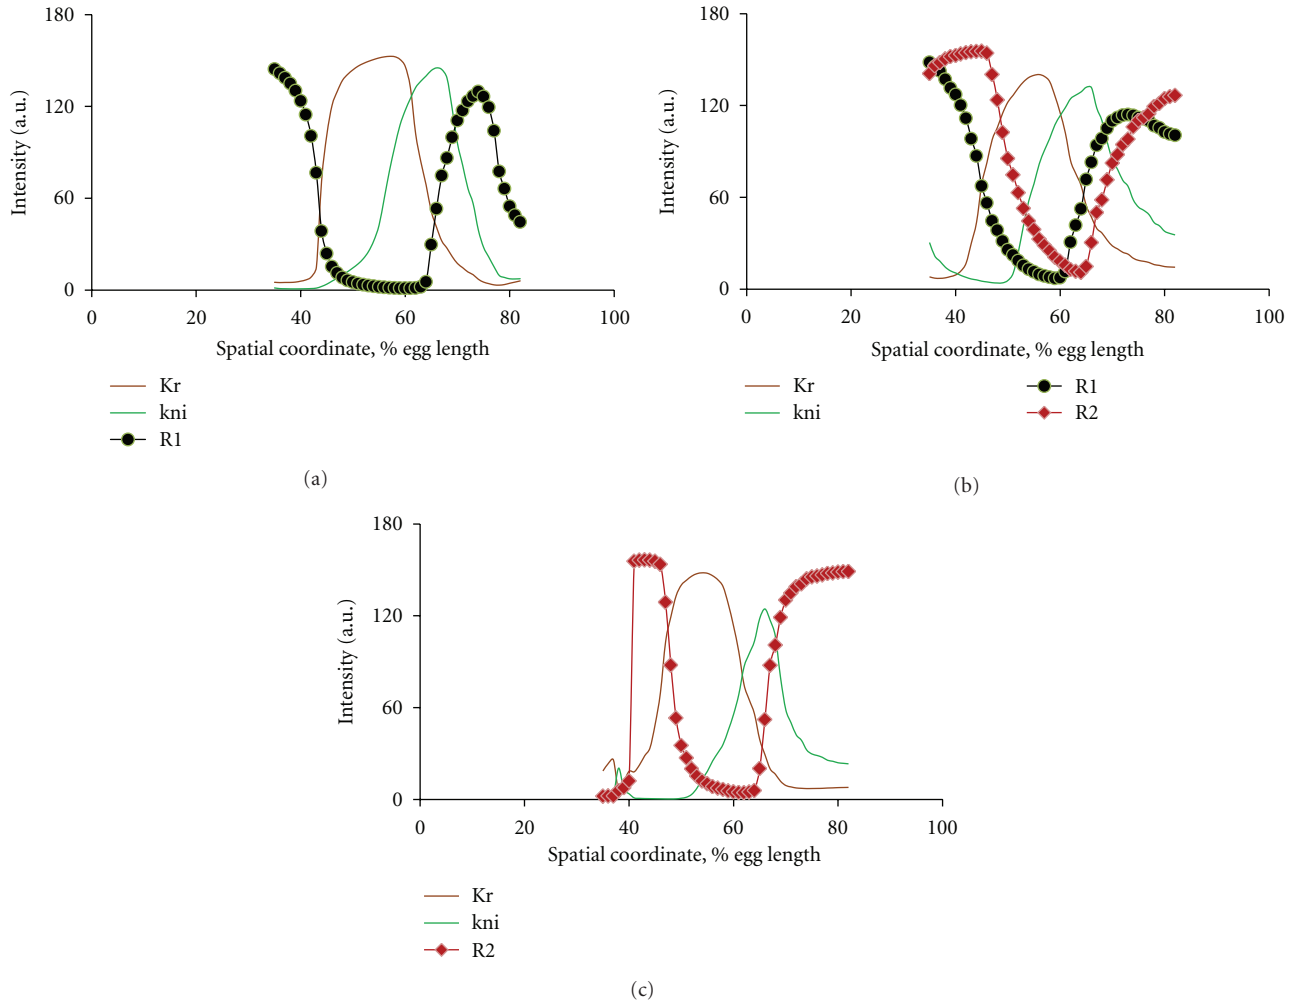 180
120
60
0
Intensity (a.u.)
0 20 40 60 80 100
Spatial coordinate, % egg length
Kr
kni
R1
(a)
180
120
60
0
Intensity (a.u.)
0 20 40 60 80 100
Spatial coordinate, % egg length
Kr R1
kni R2
(b)
180
120
60
0
Intensity (a.u.)
0 20 40 60 80 100
Spatial coordinate, % egg length
Kr
kni
R2
(c)